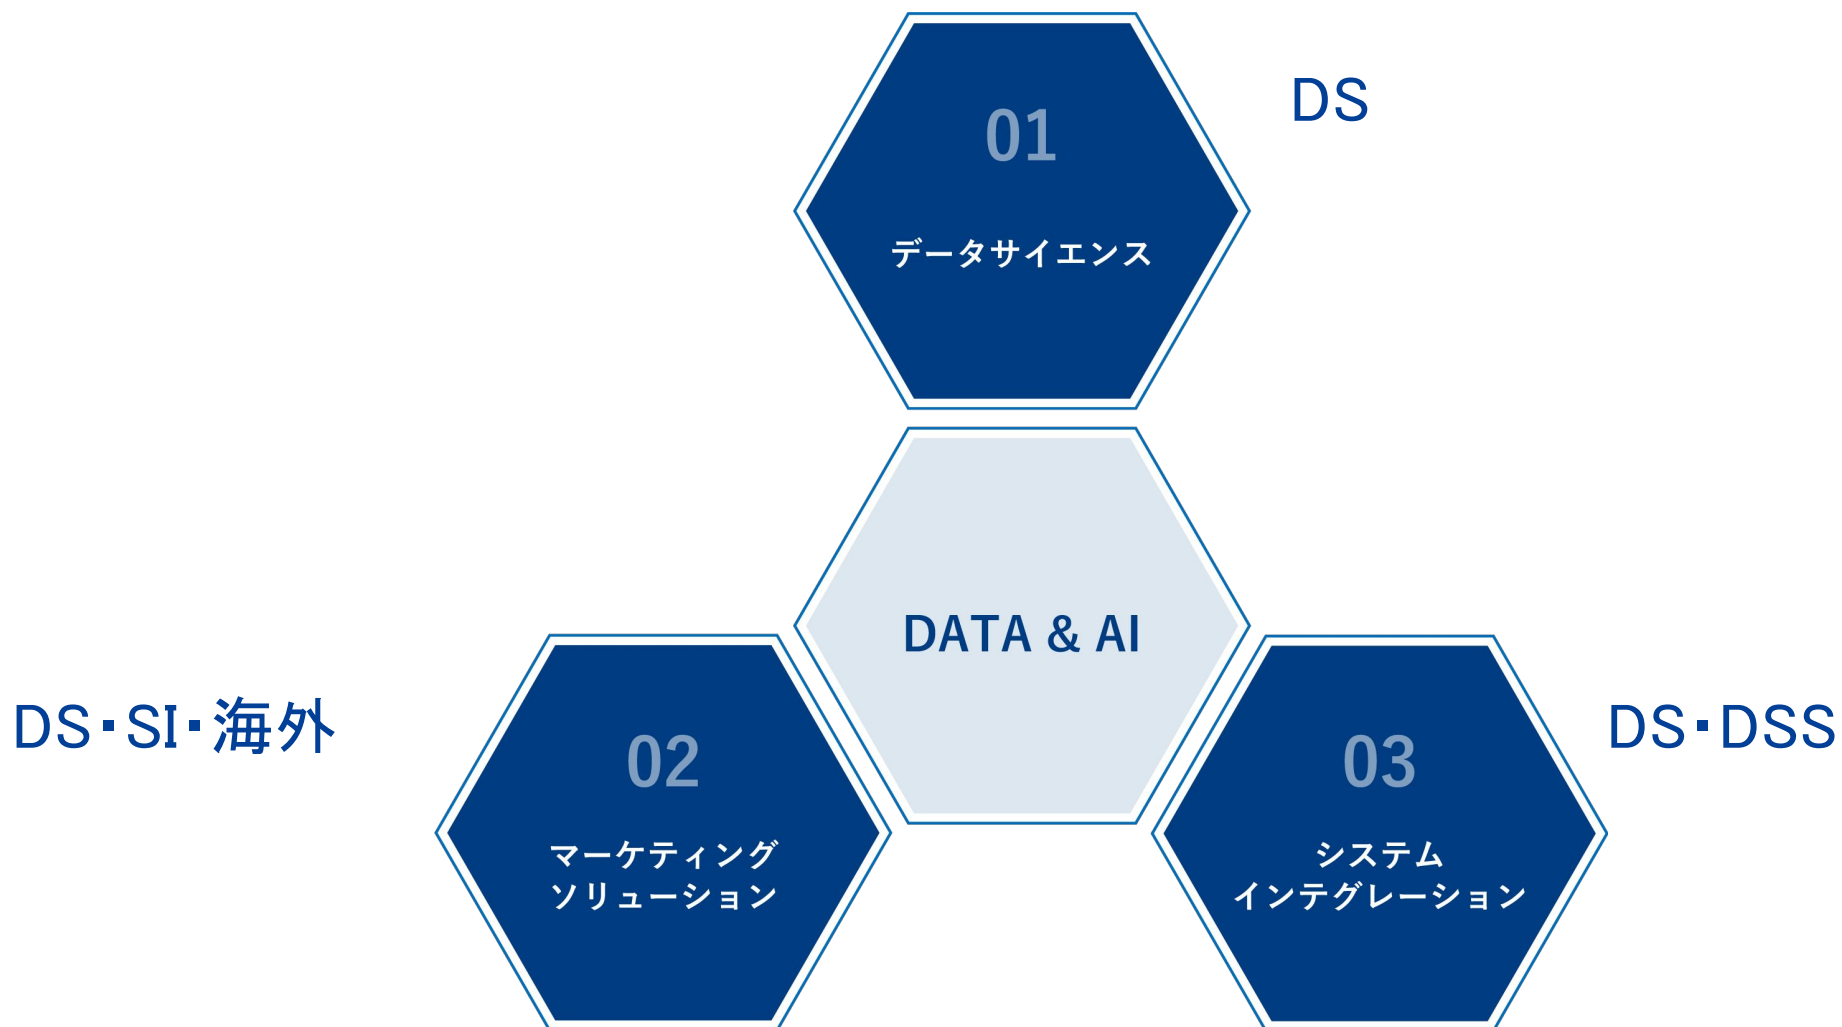 01
データサイエンス
DS
DATA & AI
DS・SI・海外
02
マーケティング
ソリューション
03
システム
インテグレーション
DS・DSS